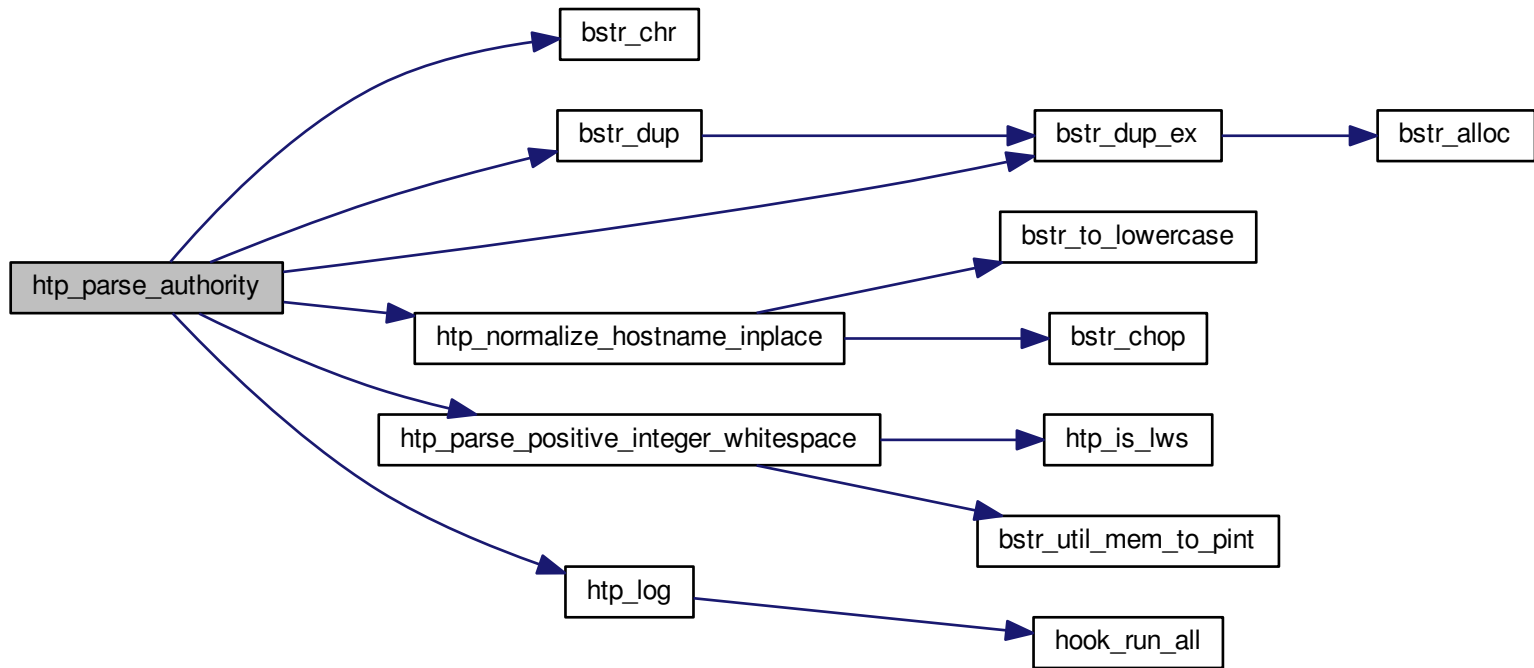 bstr_chr
bstr_dup
bstr_dup_ex
bstr_alloc
bstr_to_lowercase
htp_parse_authority
htp_normalize_hostname_inplace
bstr_chop
htp_parse_positive_integer_whitespace
htp_is_lws
bstr_util_mem_to_pint
htp_log
hook_run_all